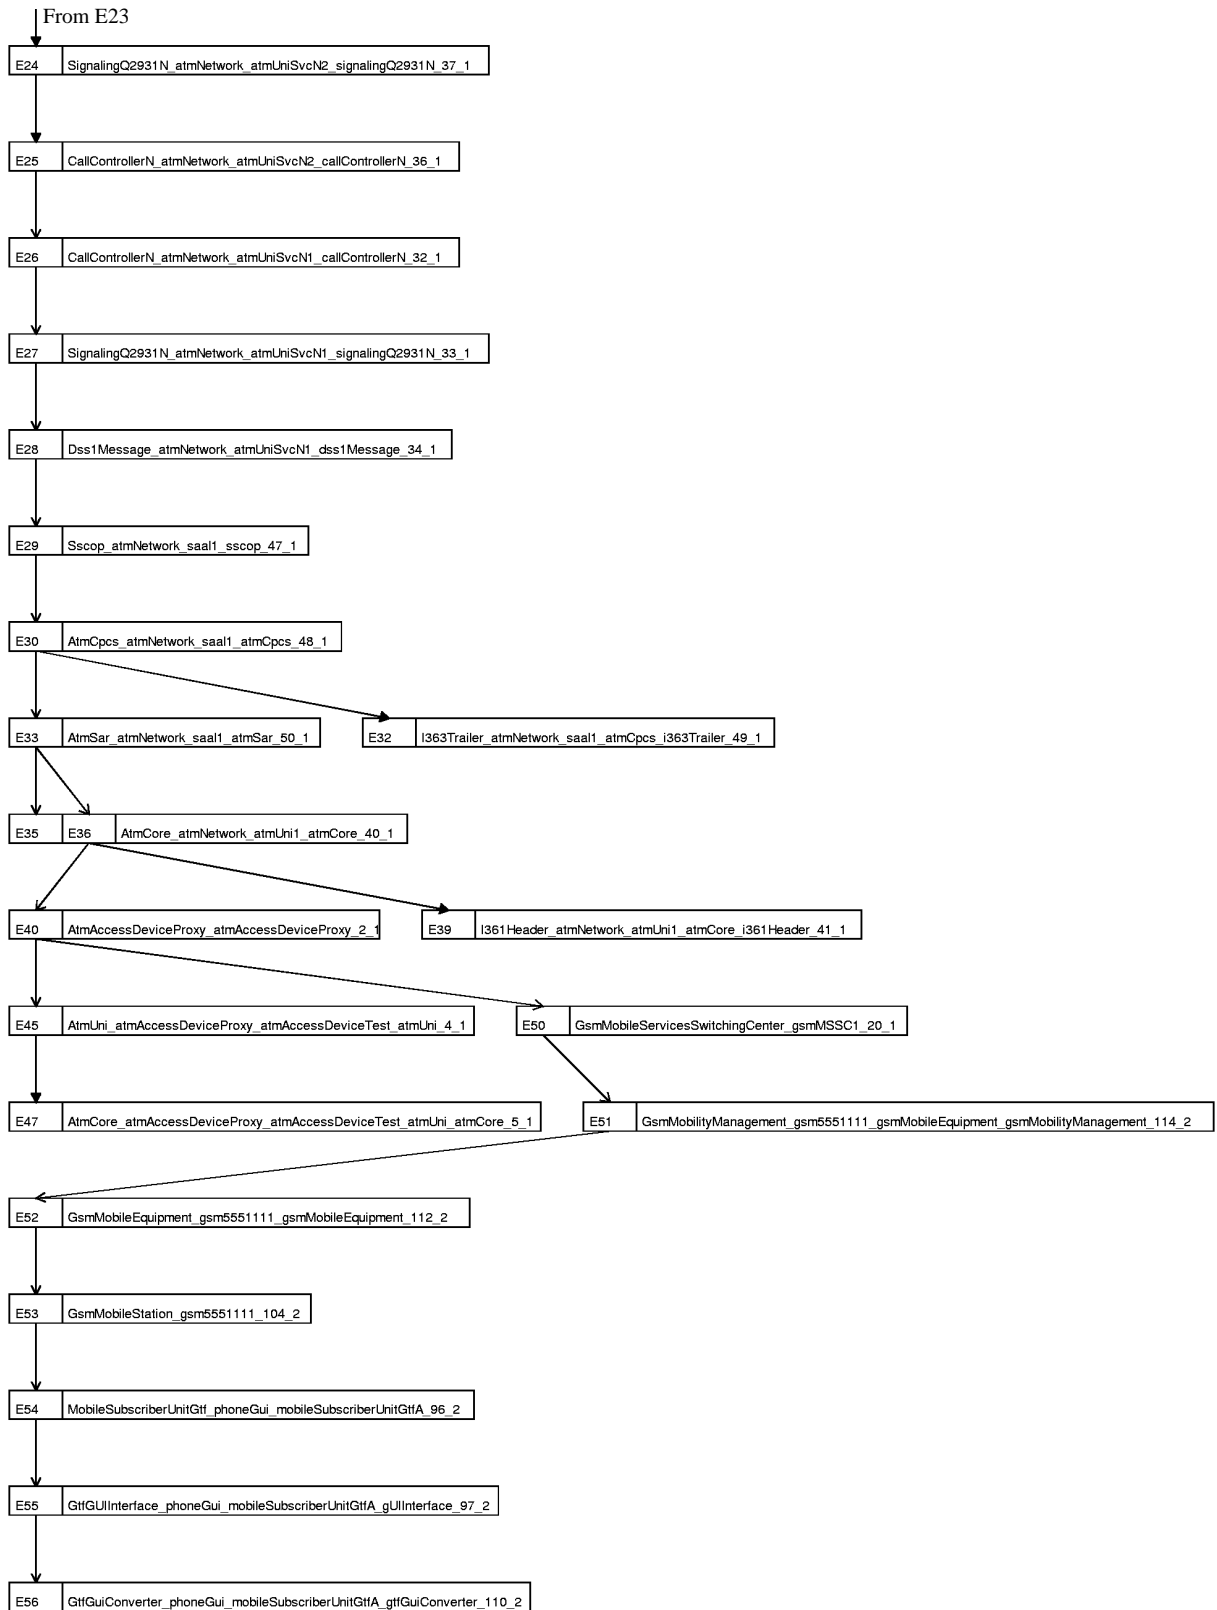 From E23
E24 SignalingQ2931N_atmNetwork_atmUniSvcN2_signalingQ2931N_37_1
E25 CallControllerN_atmNetwork_atmUniSvcN2_callControllerN_36_1
E26 CallControllerN_atmNetwork_atmUniSvcN1_callControllerN_32_1
E27 SignalingQ2931N_atmNetwork_atmUniSvcN1_signalingQ2931N_33_1
E28 Dss1Message_atmNetwork_atmUniSvcN1_dss1Message_34_1
E29 Sscop_atmNetwork_saal1_sscop_47_1
E30 AtmCpcs_atmNetwork_saal1_atmCpcs_48_1
E33 AtmSar_atmNetwork_saal1_atmSar_50_1 E32 I363Trailer_atmNetwork_saal1_atmCpcs_i363Trailer_49_1
E35 E36 AtmCore_atmNetwork_atmUni1_atmCore_40_1
E40 AtmAccessDeviceProxy_atmAccessDeviceProxy_2_1 E39 I361Header_atmNetwork_atmUni1_atmCore_i361Header_41_1
E45 AtmUni_atmAccessDeviceProxy_atmAccessDeviceTest_atmUni_4_1 E50 GsmMobileServicesSwitchingCenter_gsmMSSC1_20_1
E47 AtmCore_atmAccessDeviceProxy_atmAccessDeviceTest_atmUni_atmCore_5_1 E51 GsmMobilityManagement_gsm5551111_gsmMobileEquipment_gsmMobilityManagement_114_2
E52 GsmMobileEquipment_gsm5551111_gsmMobileEquipment_112_2
E53 GsmMobileStation_gsm5551111_104_2
E54 MobileSubscriberUnitGtf_phoneGui_mobileSubscriberUnitGtfA_96_2
E55 GtfGUIInterface_phoneGui_mobileSubscriberUnitGtfA_gUIInterface_97_2
E56 GtfGuiConverter_phoneGui_mobileSubscriberUnitGtfA_gtfGuiConverter_110_2